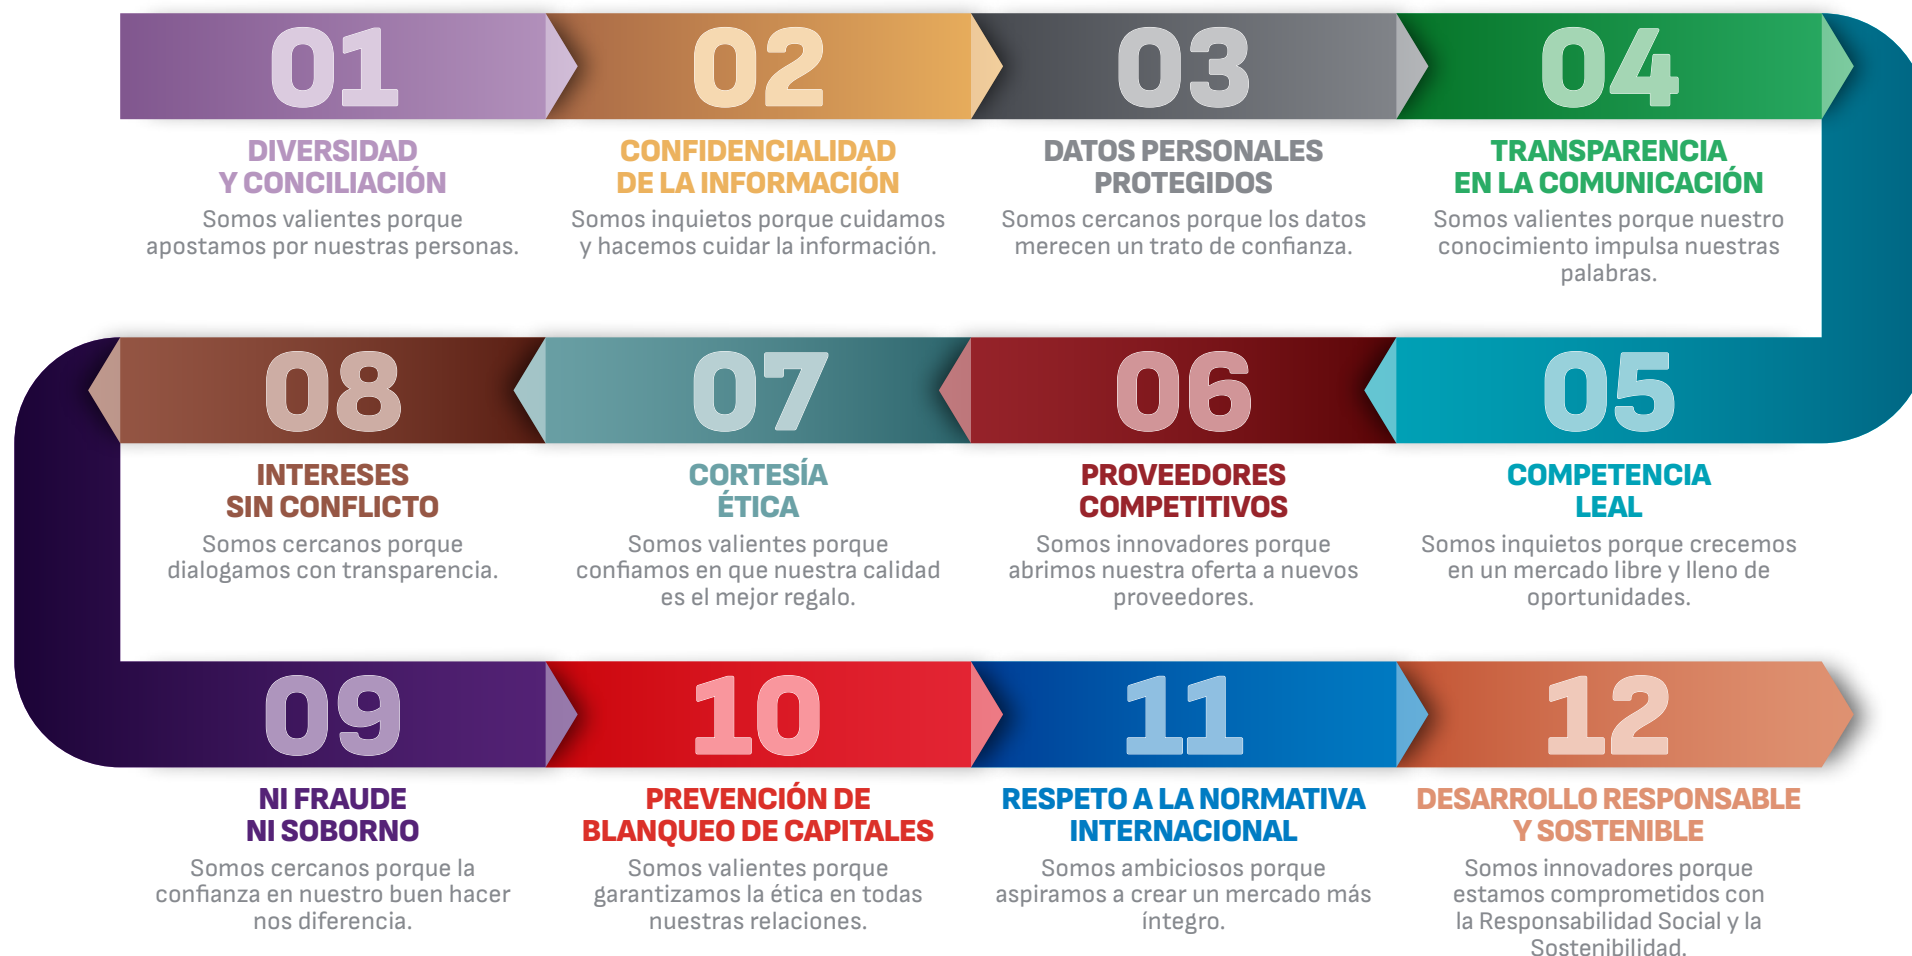 01
DIVERSIDAD
Y CONCILIACIÓN
Somos valientes porque
apostamos por nuestras personas.
02
CONFIDENCIALIDAD
DE LA INFORMACIÓN
Somos inquietos porque cuidamos
y hacemos cuidar la información.
03
DATOS PERSONALES
PROTEGIDOS
Somos cercanos porque los datos
merecen un trato de confianza.
04
TRANSPARENCIA
EN LA COMUNICACIÓN
Somos valientes porque nuestro
conocimiento impulsa nuestras
palabras.
05
COMPETENCIA
LEAL
Somos inquietos porque crecemos
en un mercado libre y lleno de
oportunidades.
06
PROVEEDORES
COMPETITIVOS
Somos innovadores porque
abrimos nuestra oferta a nuevos
proveedores.
07
CORTESÍA
ÉTICA
Somos valientes porque
confiamos en que nuestra calidad
es el mejor regalo.
08
INTERESES
SIN CONFLICTO
Somos cercanos porque
dialogamos con transparencia.
09
NI FRAUDE
NI SOBORNO
Somos cercanos porque la
confianza en nuestro buen hacer
nos diferencia.
10
PREVENCIÓN DE
BLANQUEO DE CAPITALES
Somos valientes porque
garantizamos la ética en todas
nuestras relaciones.
11
RESPETO A LA NORMATIVA
INTERNACIONAL
Somos ambiciosos porque
aspiramos a crear un mercado más
íntegro.
12
DESARROLLO RESPONSABLE
Y SOSTENIBLE
Somos innovadores porque
estamos comprometidos con
la Responsabilidad Social y la
Sostenibilidad.